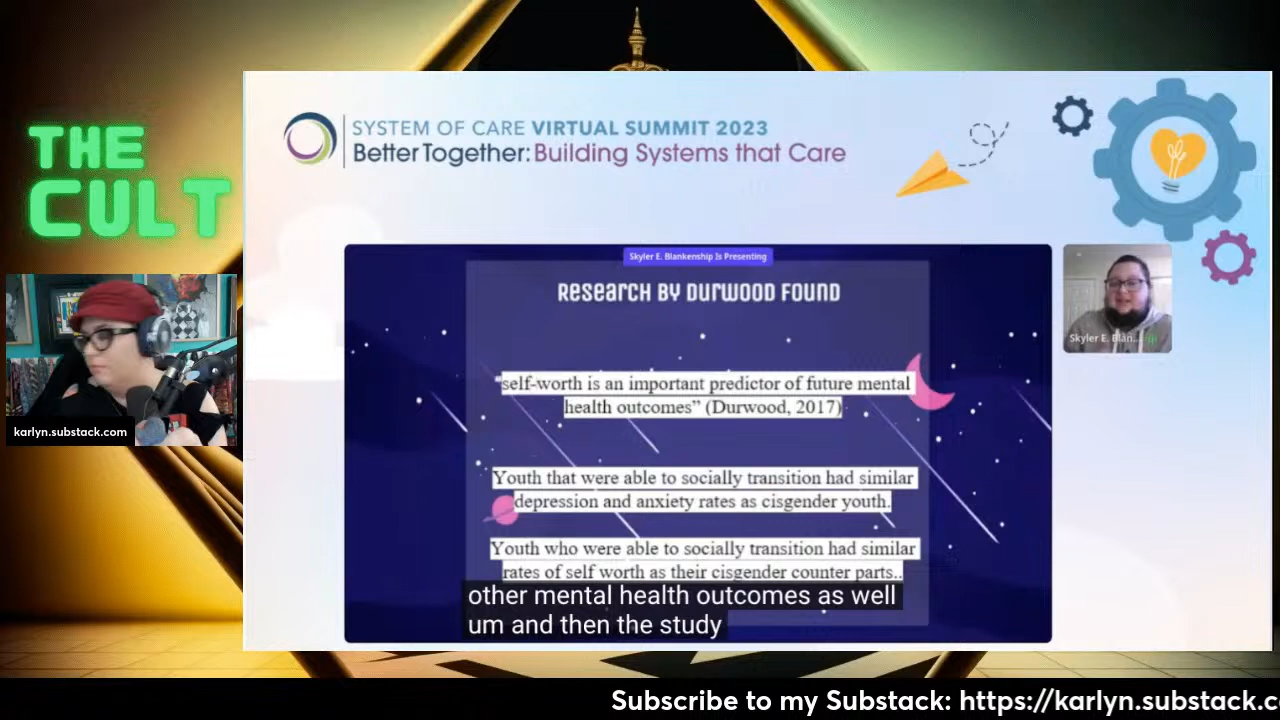 THE
CULT
karlyn.substack.com
SYSTEM OF CARE VIRTUAL SUMMIT 2023
Better Together: Building Systems that Care
Skyler E. Blankenship Is Presenting
Research by Durwood Found
self-worth is an important predictor of future mental
health outcomes” (Durwood, 2017)
Youth that were able to socially transition had similar
depression and anxiety rates as cisgender youth.
Youth who were able to socially transition had similar
rates of self worth as their cisgender counter parts..
other mental health outcomes as well
um and then the study
Skyler E. Blan...
Subscribe to my Substack: https://karlyn.substack.c